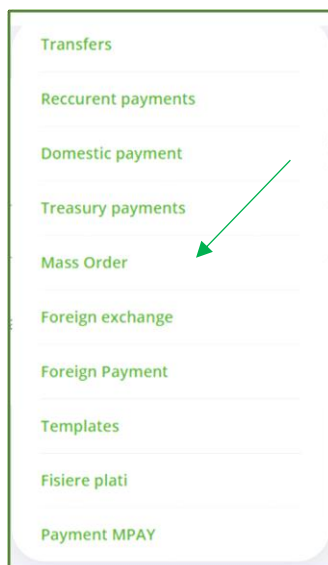 Transfers
Reccurent payments
Domestic payment
Treasury payments
Mass Order
Foreign exchange
Foreign Payment
Templates
Fisiere plati
Payment MPAY